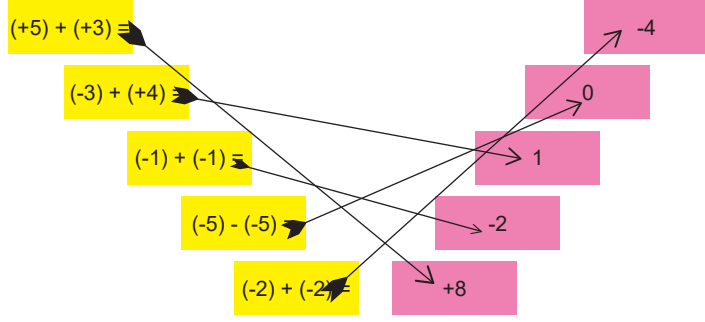 (+5) + (+3) =
-4
(-3) + (+4) =
0
(-1) + (-1) =
1
(-5) - (-5) =
-2
(-2) + (-2) =
+8